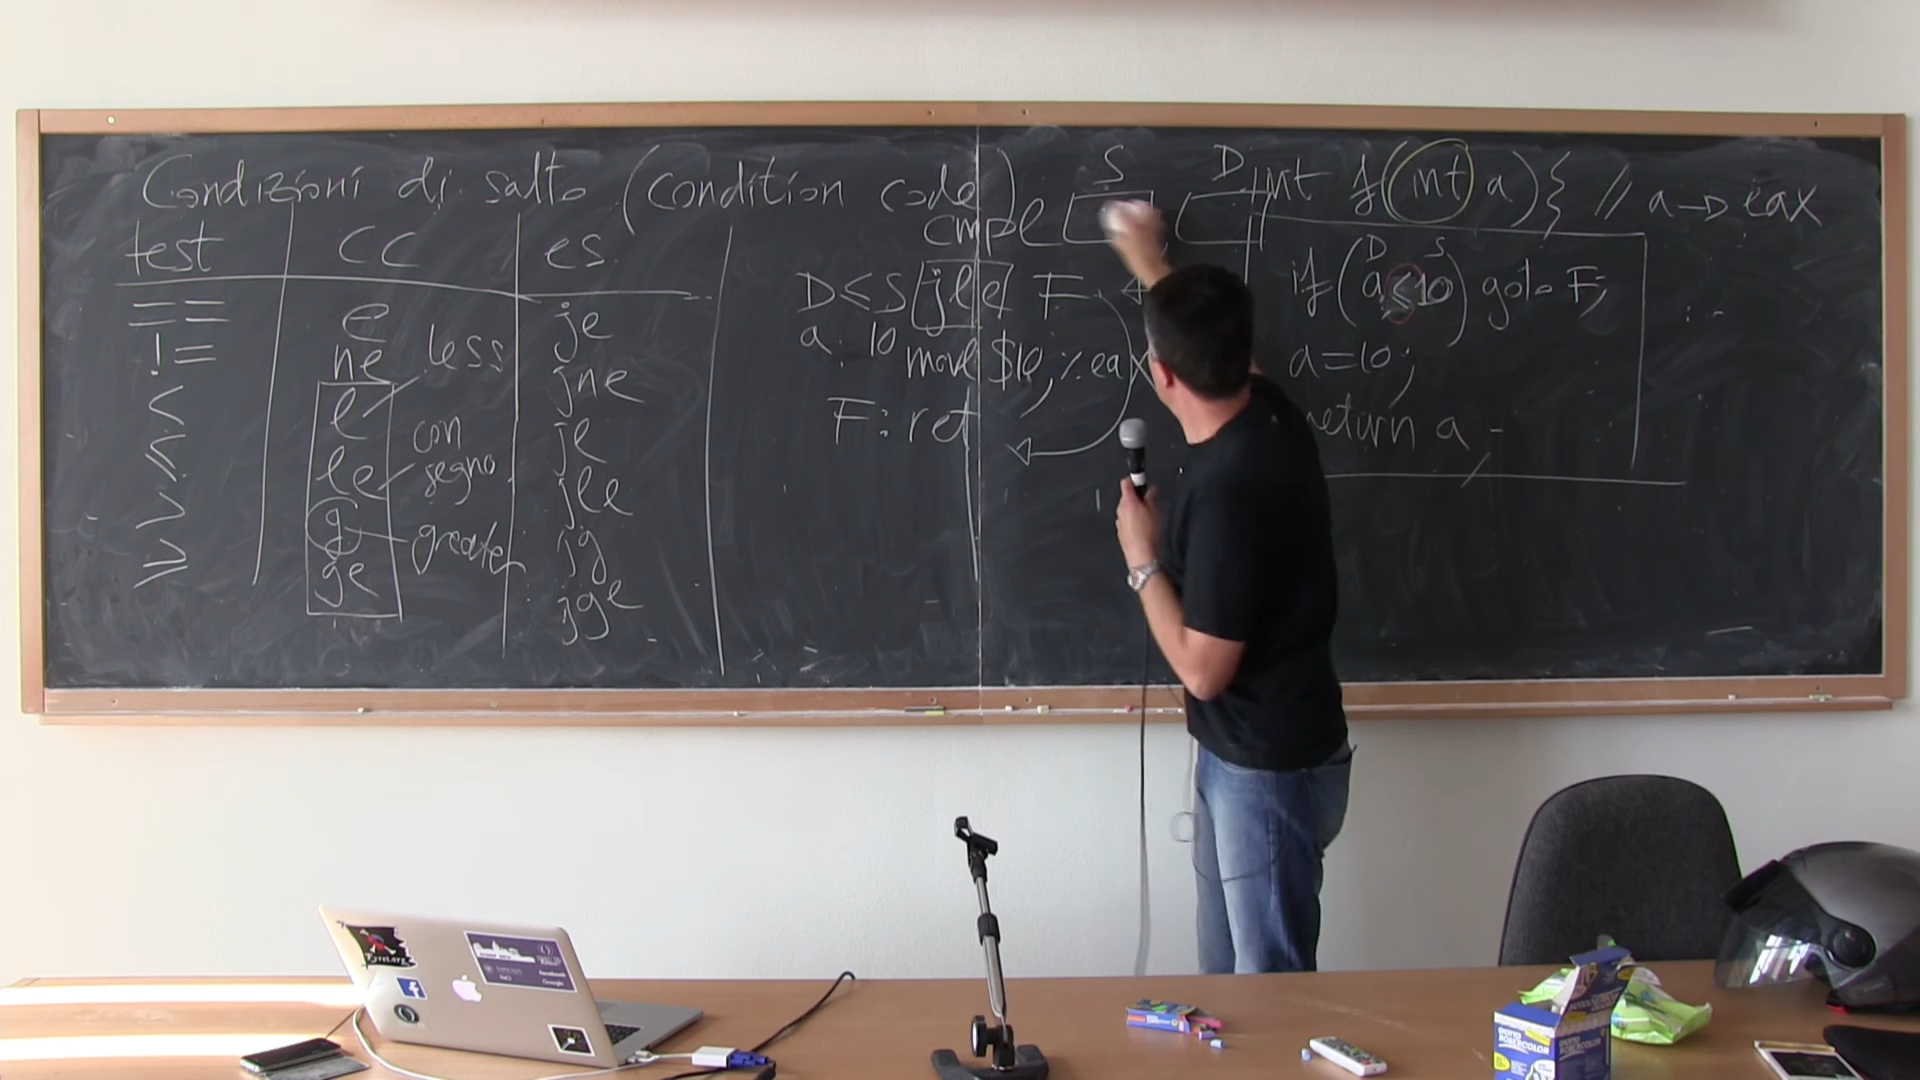 Condizioni di salto (condition code)
test CC es.
== e je
!= ne jne
< l less jl
≤ le con segno jle
> g greater jg
≥ ge jge
S D
cmpl
D ≤ S jle F
a 10 movl $10, %eax
F: ret
int f(int a){ // a → eax
D S
if(a≤10) goto F;
a=10;
return a